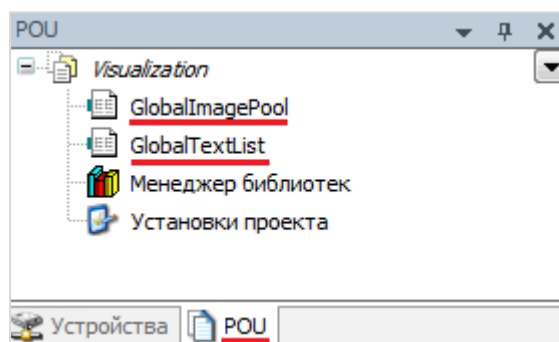 POU
Visualization
GlobalImagePool
GlobalTextList
Менеджер библиотек
Установки проекта
Устройства POU